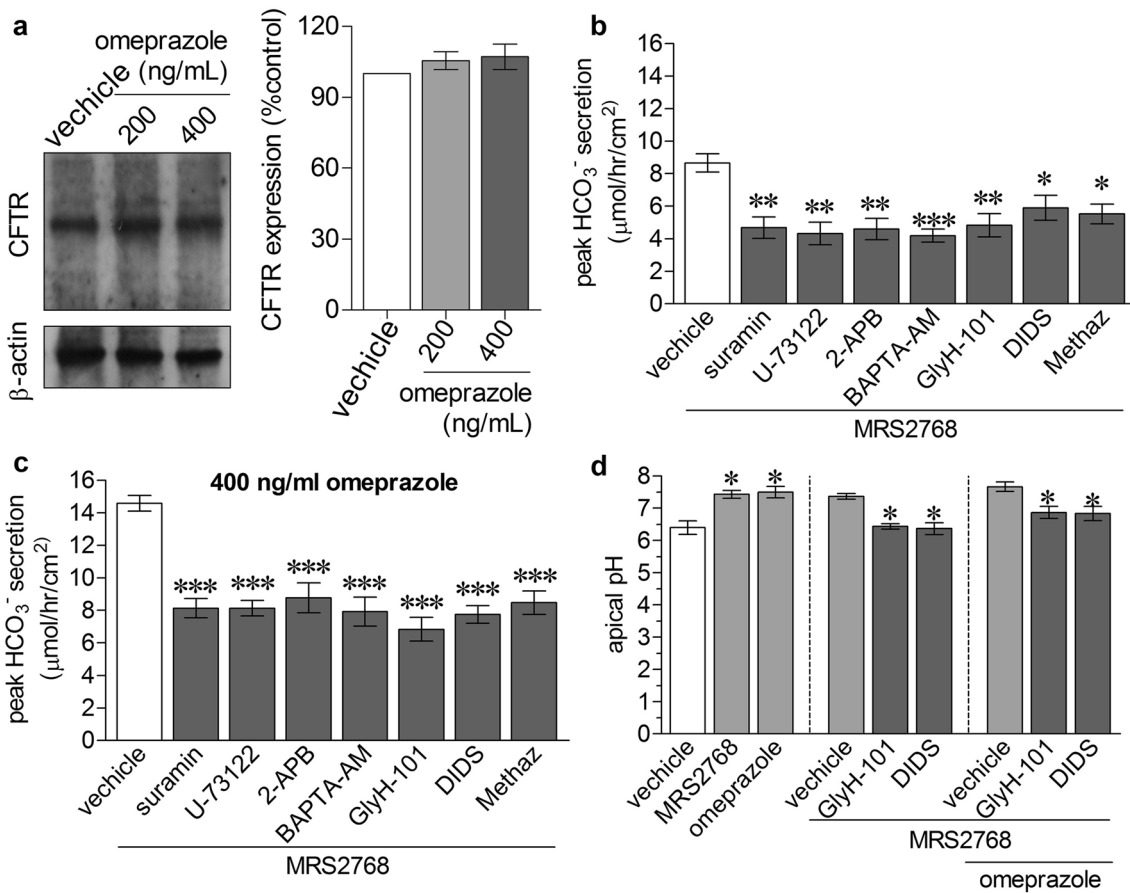 a
omeprazole
(ng/mL)
vechicle
200
400
CFTR
β-actin
CFTR expression (%control)
120
90
60
30
0
vechicle
200
400
omeprazole
(ng/mL)
b
peak HCO3- secretion
(μmol/hr/cm2)
16
14
12
10
8
6
4
2
0
** ** ** *** ** * *
vechicle
suramin
U-73122
2-APB
BAPTA-AM
GlyH-101
DIDS
Methaz
MRS2768
c
400 ng/ml omeprazole
peak HCO3- secretion
(μmol/hr/cm2)
16
14
12
10
8
6
4
2
0
*** *** *** *** *** *** ***
vechicle
suramin
U-73122
2-APB
BAPTA-AM
GlyH-101
DIDS
Methaz
MRS2768
d
apical pH
8
7
6
5
4
3
2
1
0
* * * * * *
vechicle
MRS2768
omeprazole
vechicle
GlyH-101
DIDS
vechicle
GlyH-101
DIDS
MRS2768
omeprazole